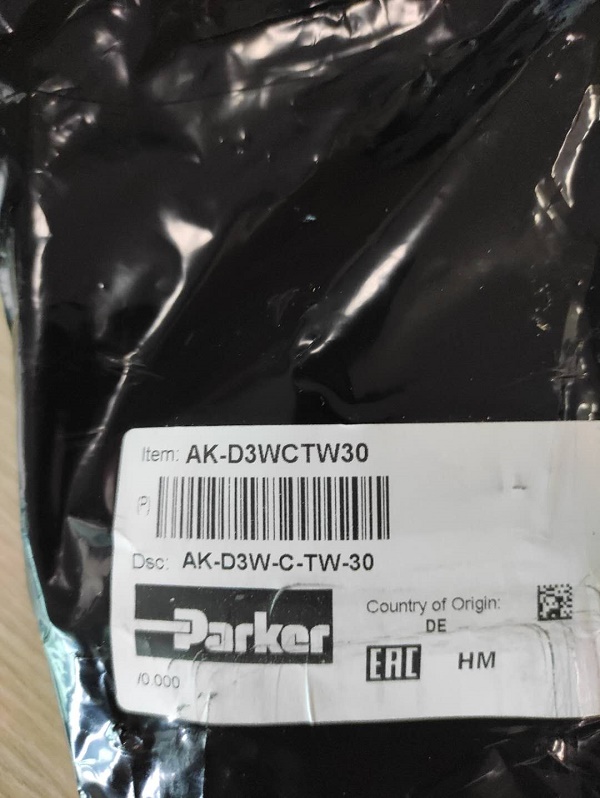 Item: AK-D3WCTW30
(P)
Dsc: AK-D3W-C-TW-30
Parker
Country of Origin:
DE
EAC HM
/0.000